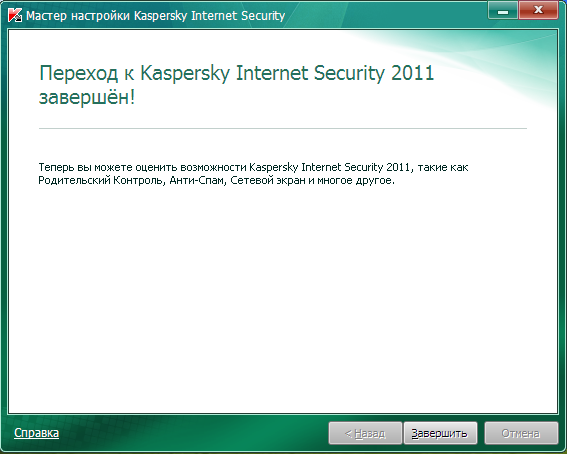 Мастер настройки Kaspersky Internet Security
Переход к Kaspersky Internet Security 2011
завершён!
Теперь вы можете оценить возможности Kaspersky Internet Security 2011, такие как
Родительский Контроль, Анти-Спам, Сетевой экран и многое другое.
Справка
< Назад
Завершить
Отмена